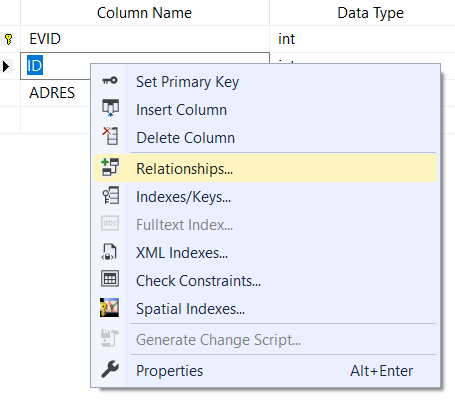 Column Name Data Type
EVID int
ID
ADRES
Set Primary Key
Insert Column
Delete Column
Relationships...
Indexes/Keys...
Fulltext Index...
XML Indexes...
Check Constraints...
Spatial Indexes...
Generate Change Script...
Properties Alt+Enter